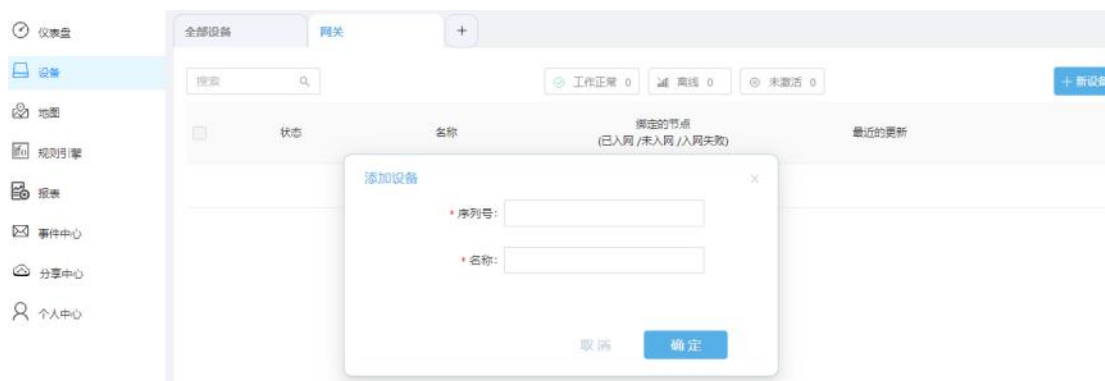 仪表盘
设备
地图
规则引擎
报表
事件中心
分享中心
个人中心
全部设备
网关
+
搜索
工作正常 0
离线 0
未激活 0
+ 新设备
状态
名称
绑定的节点
(已入网 /未入网 /入网失败)
最近的更新
添加设备
×
* 序列号:
* 名称:
取 消
确 定